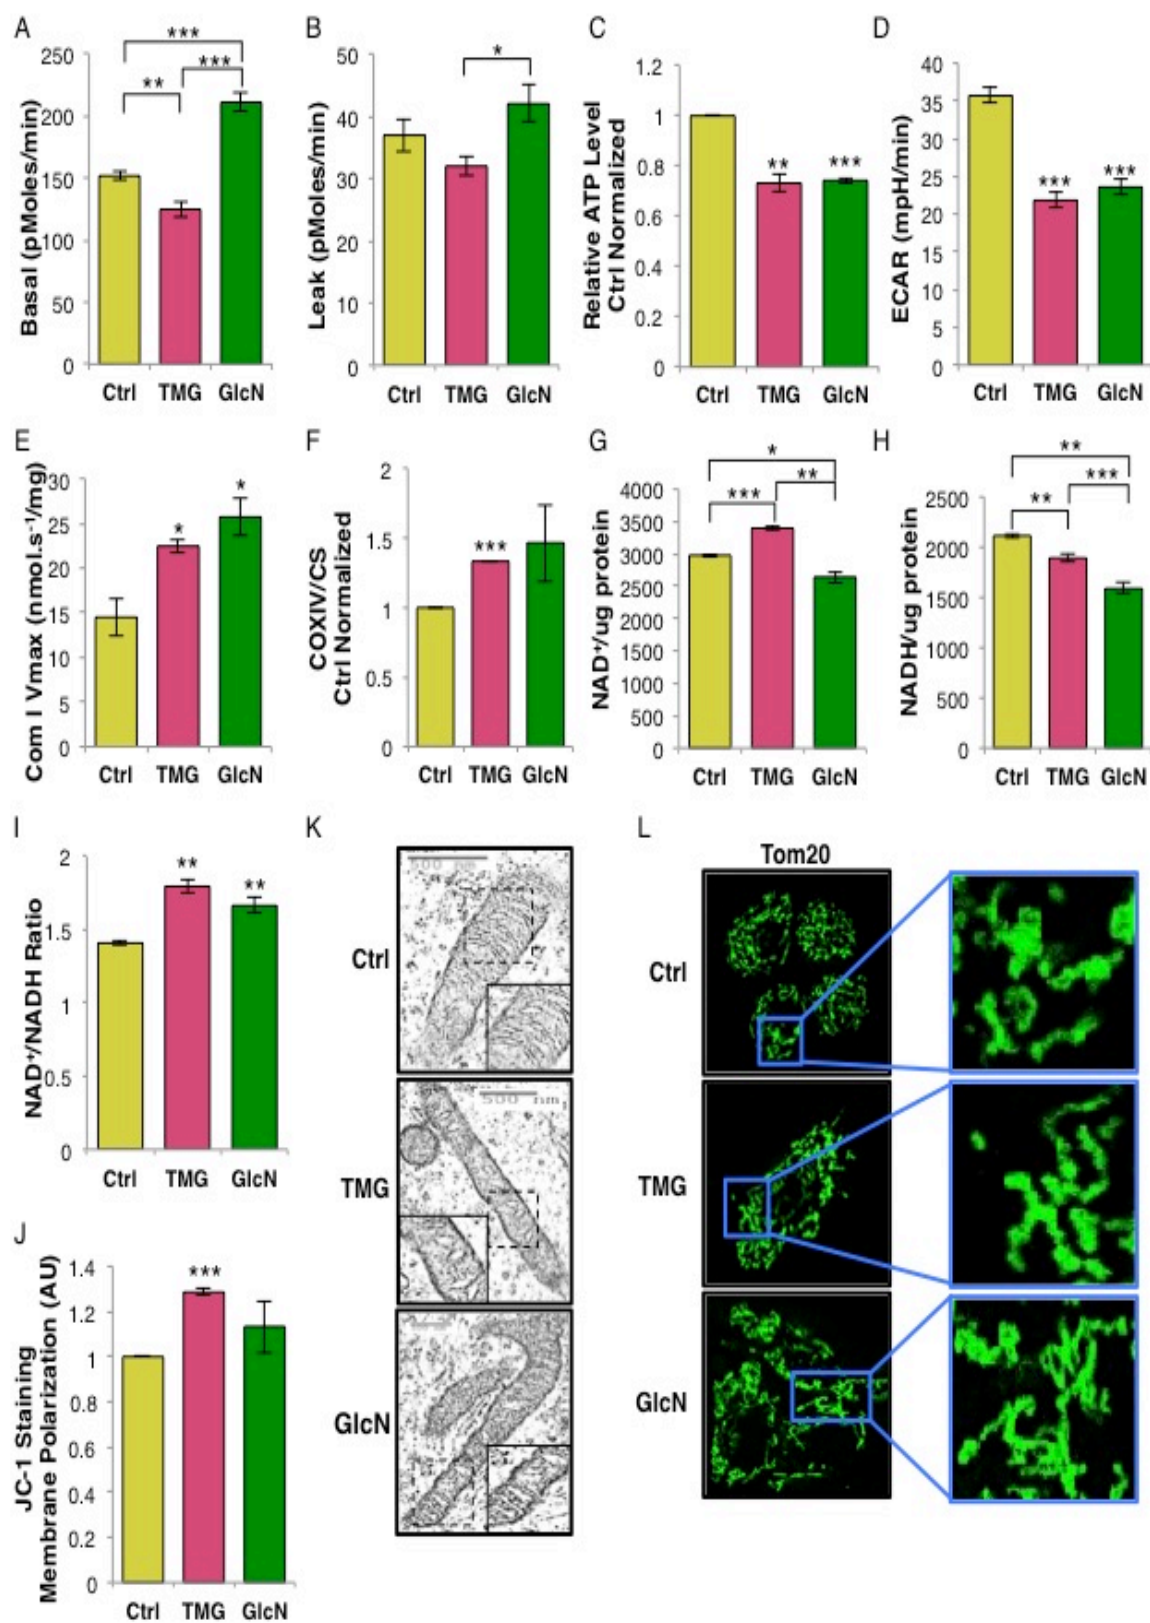 A
Basal (pMoles/min)
250
200
150
100
50
0
***
***
**
Ctrl TMG GlcN
B
Leak (pMoles/min)
50
40
30
20
10
0
*
Ctrl TMG GlcN
C
Relative ATP Level
Ctrl Normalized
1.2
1
0.8
0.6
0.4
0.2
0
** ***
Ctrl TMG GlcN
D
ECAR (mpH/min)
40
35
30
25
20
15
10
5
0
*** ***
Ctrl TMG GlcN
E
Com I Vmax (nmol.s⁻¹/mg)
30
25
20
15
10
5
0
* *
Ctrl TMG GlcN
F
COXIV/CS
Ctrl Normalized
2
1.5
1
0.5
0
***
Ctrl TMG GlcN
G
NAD⁺/ug protein
4000
3500
3000
2500
2000
1500
1000
500
0
*
*** **
Ctrl TMG GlcN
H
NADH/ug protein
2500
2000
1500
1000
500
0
**
** ***
Ctrl TMG GlcN
I
NAD⁺/NADH Ratio
2
1.5
1
0.5
0
** **
Ctrl TMG GlcN
J
JC-1 Staining
Membrane Polarization (AU)
1.4
1.2
1
0.8
0.6
0.4
0.2
0
***
Ctrl TMG GlcN
K
500 nm
Ctrl
500 nm
TMG
GlcN
L
Tom20
Ctrl
TMG
GlcN